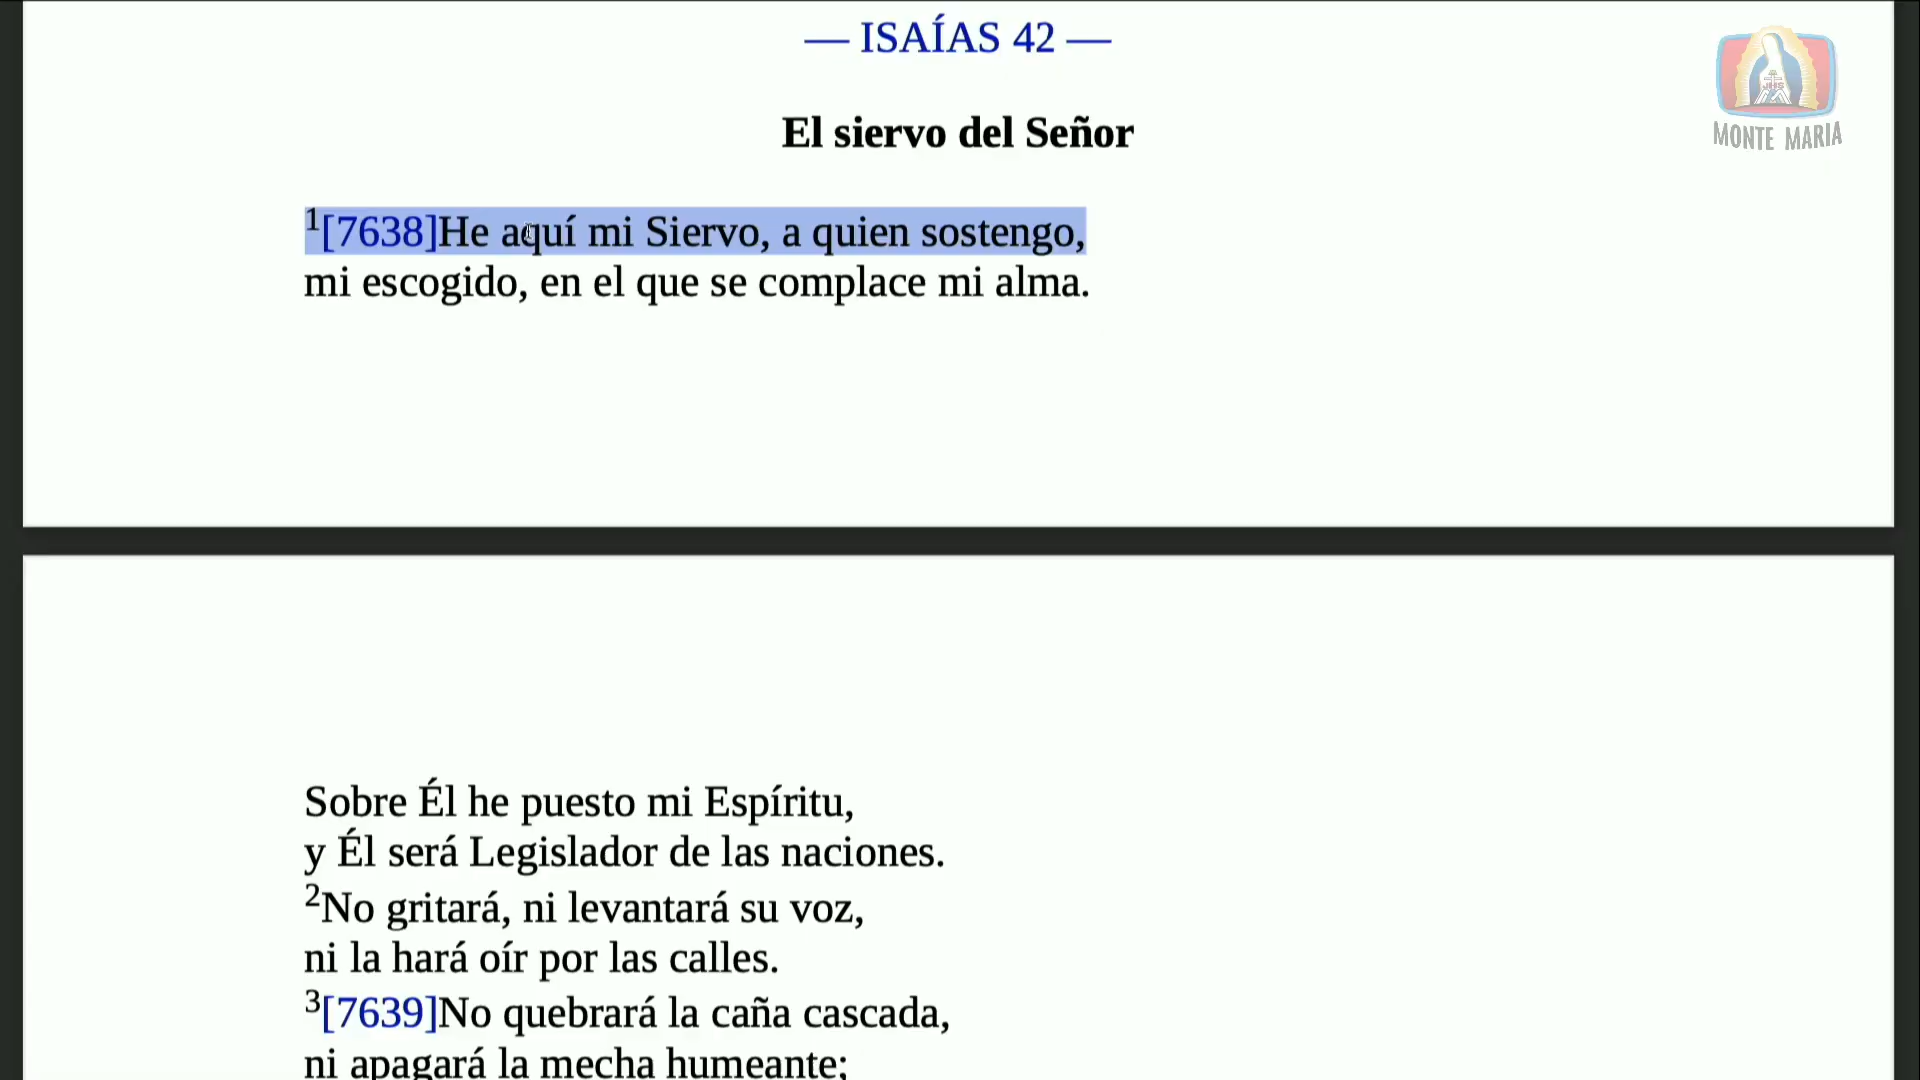 — ISAÍAS 42 —
JHS
MONTE MARIA
El siervo del Señor
1[7638]He aquí mi Siervo, a quien sostengo,
mi escogido, en el que se complace mi alma.
Sobre Él he puesto mi Espíritu,
y Él será Legislador de las naciones.
2No gritará, ni levantará su voz,
ni la hará oír por las calles.
3[7639]No quebrará la caña cascada,
ni apagará la mecha humeante;